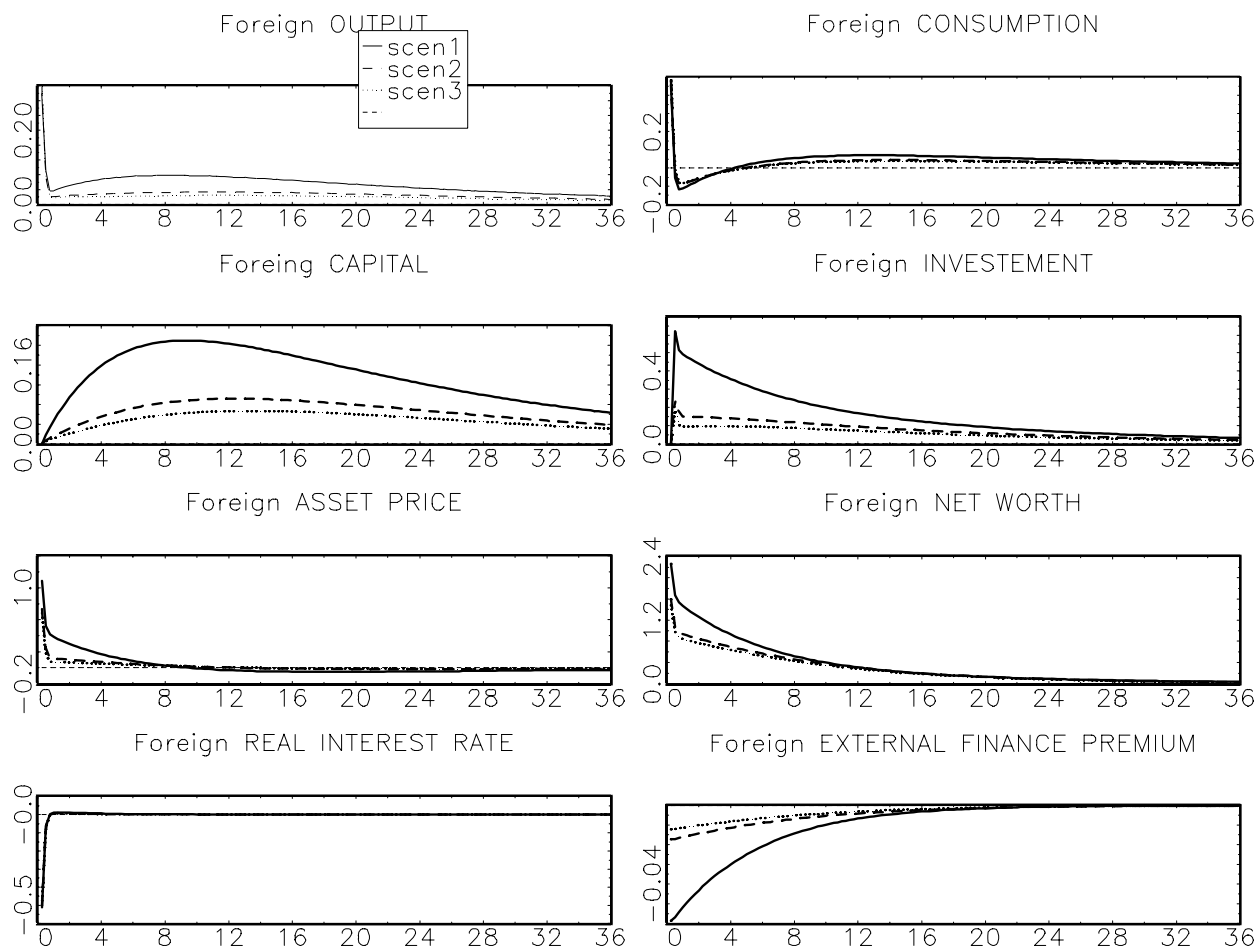 Foreign OUTPUT
scen1
scen2
scen3
0.20
0.00
0 4 8 12 16 20 24 28 32 36
Foreign CONSUMPTION
0.2
-0.2
0 4 8 12 16 20 24 28 32 36
Foreing CAPITAL
0.16
0.00
0 4 8 12 16 20 24 28 32 36
Foreign INVESTEMENT
0.4
0.0
0 4 8 12 16 20 24 28 32 36
Foreign ASSET PRICE
1.0
-0.2
0 4 8 12 16 20 24 28 32 36
Foreign NET WORTH
2.4
1.2
0.0
0 4 8 12 16 20 24 28 32 36
Foreign REAL INTEREST RATE
-0.0
-0.5
0 4 8 12 16 20 24 28 32 36
Foreign EXTERNAL FINANCE PREMIUM
-0.04
0 4 8 12 16 20 24 28 32 36